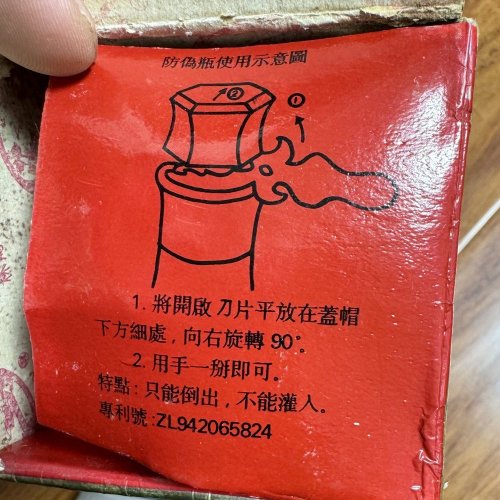 防偽瓶使用示意圖
②
①
1. 將開啟刀片平放在蓋帽
下方細處, 向右旋轉 90°。
2. 用手一掰即可。
特點: 只能倒出, 不能灌入。
專利號:ZL942065824